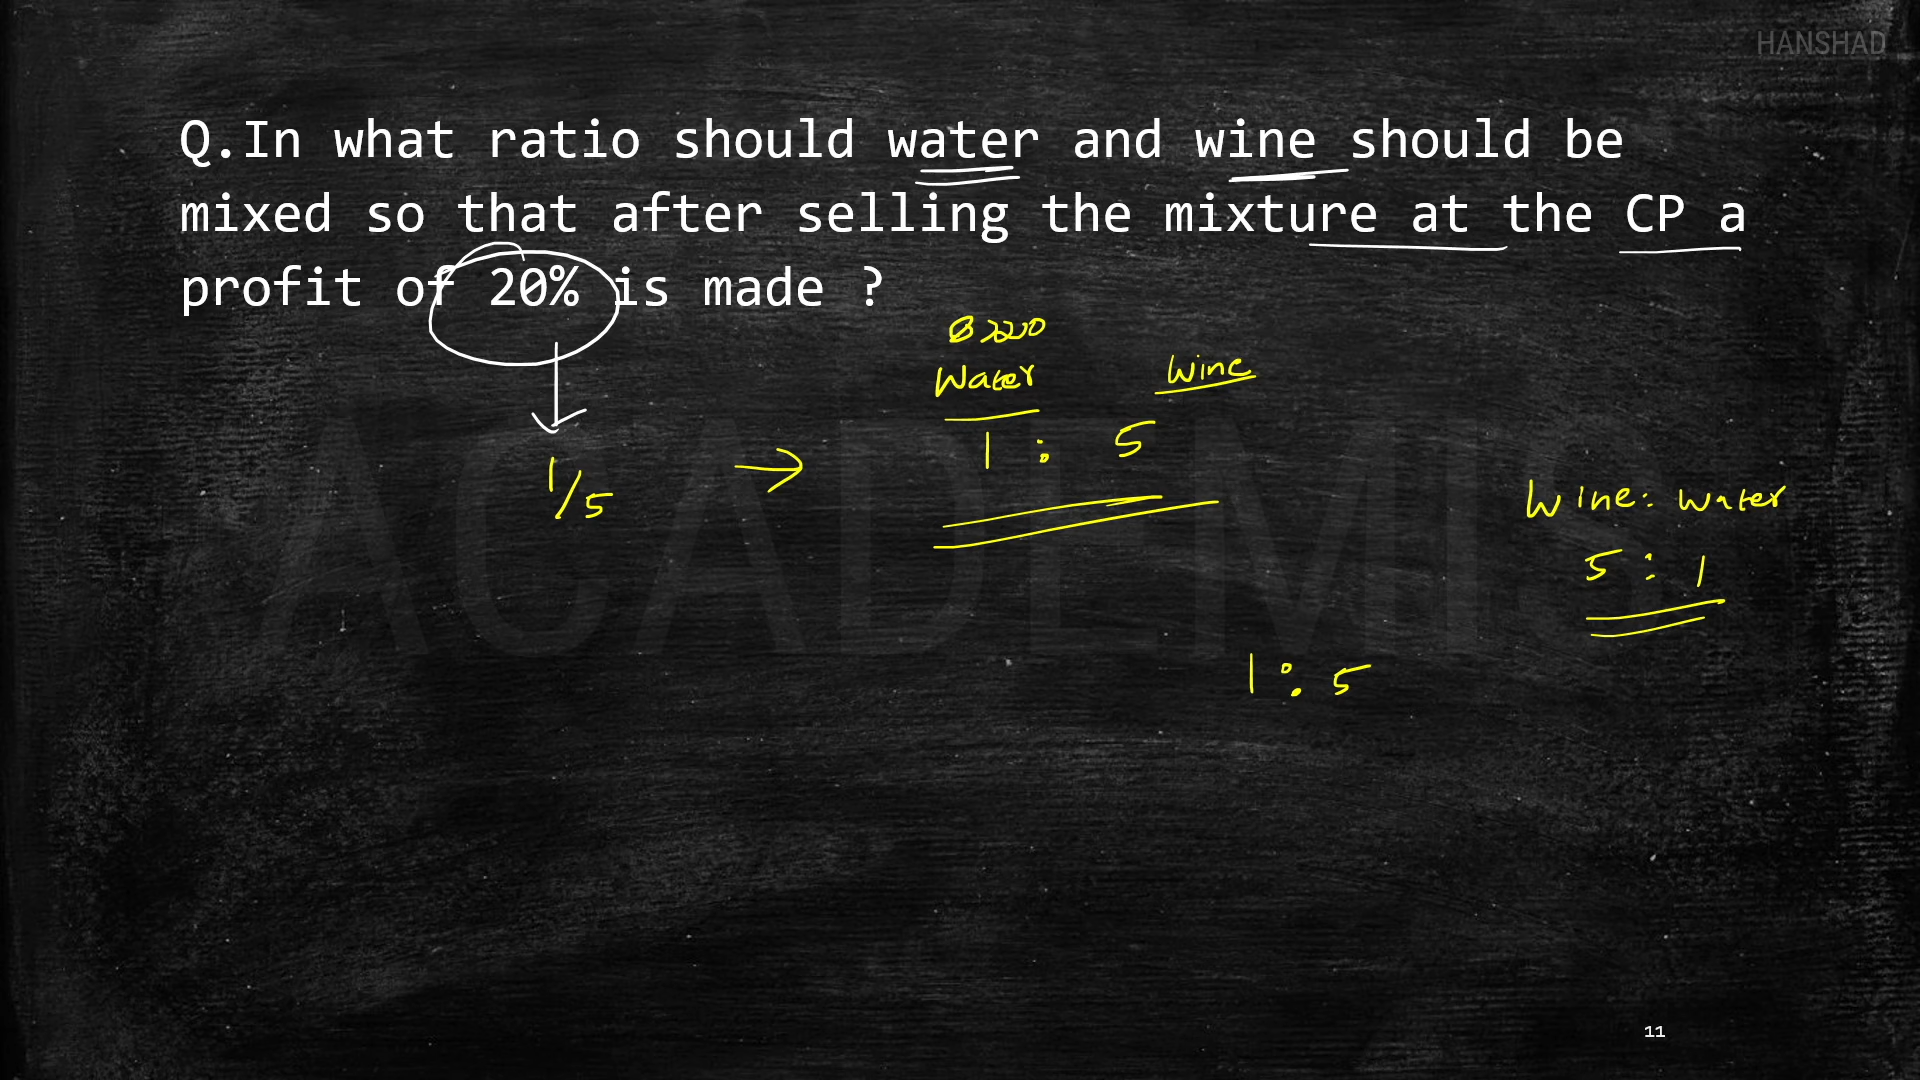 HANSHAD
Q.In what ratio should water and wine should be
mixed so that after selling the mixture at the CP a
profit of 20% is made ?
Water Wine
1 : 5
1/5
Wine: Water
5 : 1
1 : 5
ACADEMIS
11